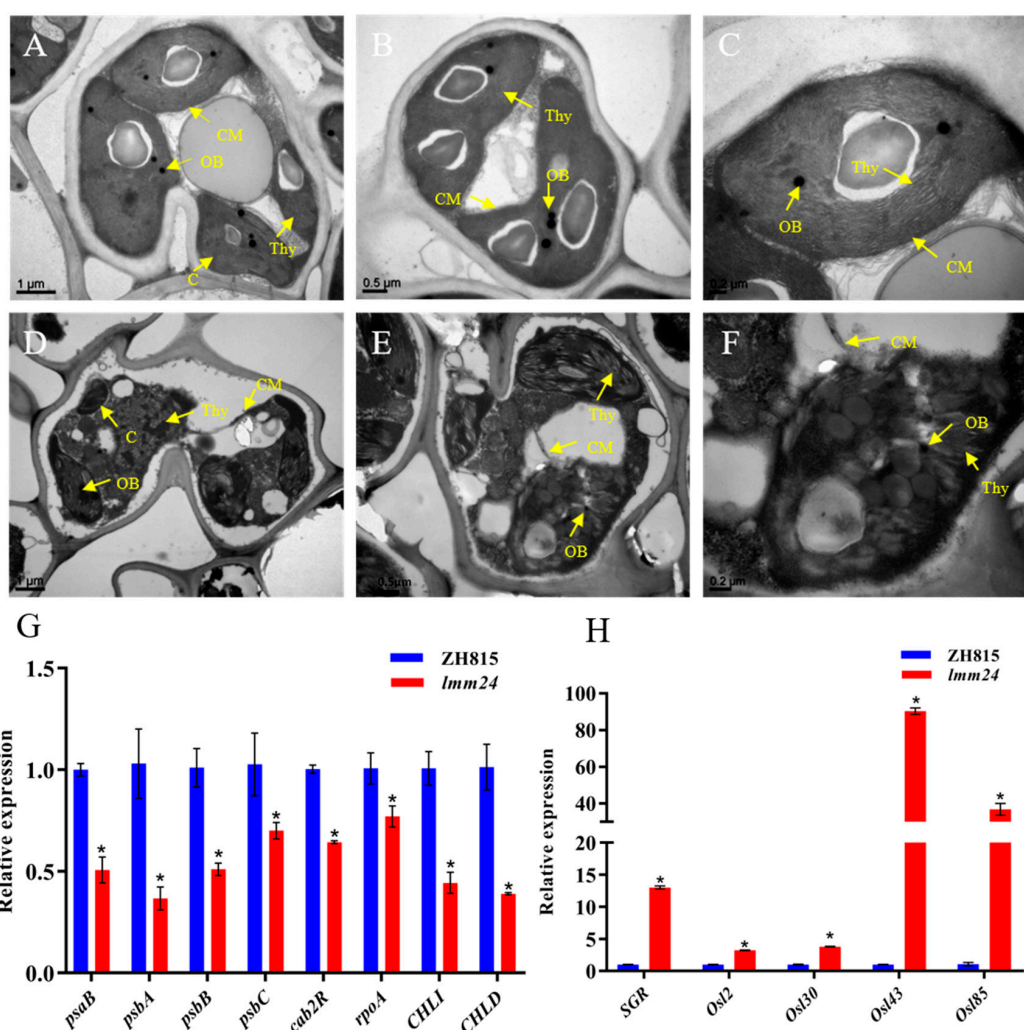 A
CM
OB
Thy
C
1 μm
B
Thy
OB
CM
0.5 μm
C
Thy
OB
CM
0.2 μm
D
CM
Thy
C
OB
1 μm
E
Thy
CM
OB
0.5μm
F
CM
OB
Thy
0.2 μm
G
ZH815
lmm24
Relative expression
1.5
1.0
0.5
0.0
* * * * * * * *
psaB psbA psbB psbC cab2R rpoA CHLI CHLD
H
ZH815
lmm24
Relative expression
100
80
60
40
20
15
10
5
0
* * * * *
SGR Osl2 Osl30 Osl43 Osl85